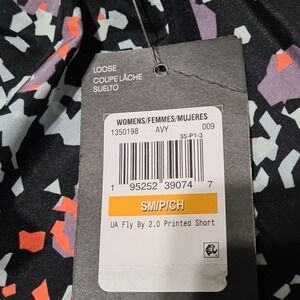 LOOSE
COUPE LÂCHE
SUELTO
WOMENS/FEMMES/MUJERES
1350198 AVY 009
35-P1-3
1 95252 39074 7
SM/P/CH
UA Fly By 2.0 Printed Short